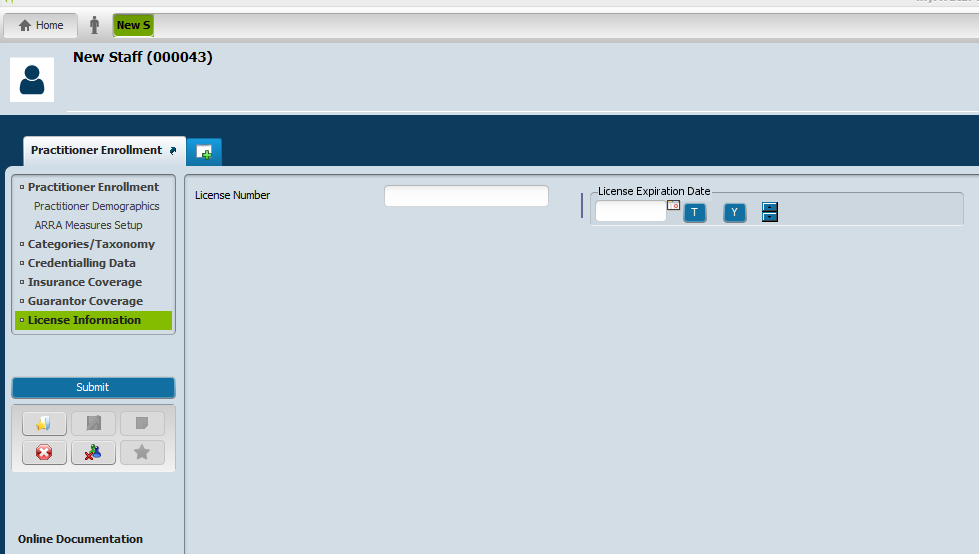 Home
New S
New Staff (000043)
Practitioner Enrollment
Practitioner Enrollment
Practitioner Demographics
ARRA Measures Setup
Categories/Taxonomy
Credentialling Data
Insurance Coverage
Guarantor Coverage
License Information
License Number
License Expiration Date
T
Y
Submit
Online Documentation